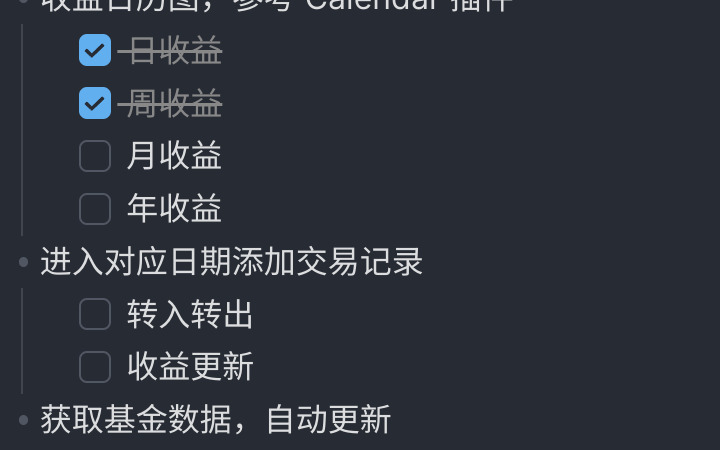 收益日历图，参考 Calendar 插件
日收益
周收益
月收益
年收益
进入对应日期添加交易记录
转入转出
收益更新
获取基金数据，自动更新